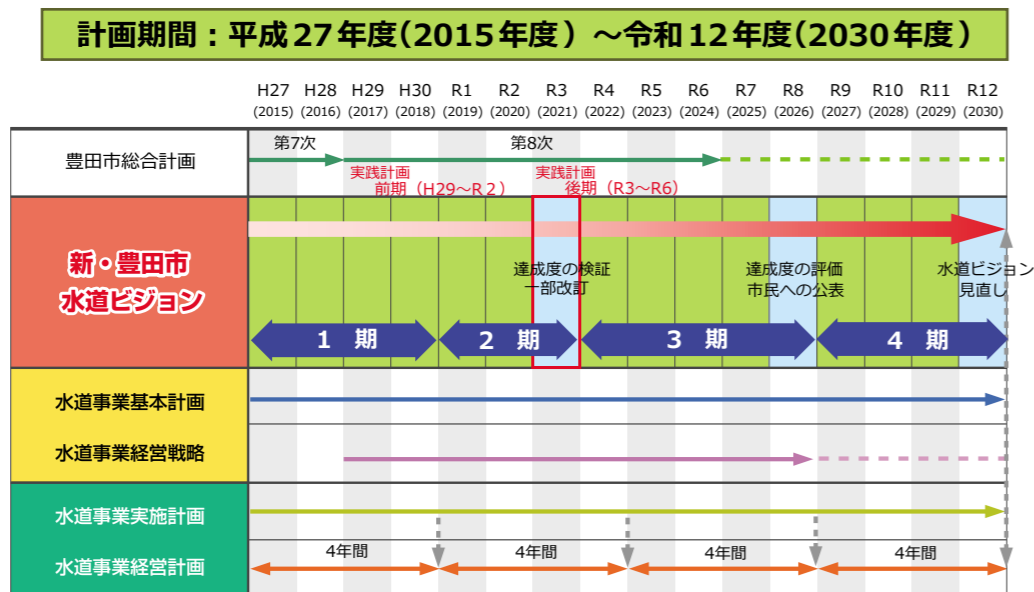 計画期間：平成27年度(2015年度）～令和12年度(2030年度）
H27 H28 H29 H30 R1 R2 R3 R4 R5 R6 R7 R8 R9 R10 R11 R12
(2015) (2016) (2017) (2018) (2019) (2020) (2021) (2022) (2023) (2024) (2025) (2026) (2027) (2028) (2029) (2030)
豊田市総合計画
第7次
第8次
実践計画
前期（H29～R２）
実践計画
後期（R3～R6）
新・豊田市
水道ビジョン
達成度の検証
一部改訂
達成度の評価
市民への公表
水道ビジョン
見直し
1 期
2 期
3 期
4 期
水道事業基本計画
水道事業経営戦略
水道事業実施計画
水道事業経営計画
4年間
4年間
4年間
4年間